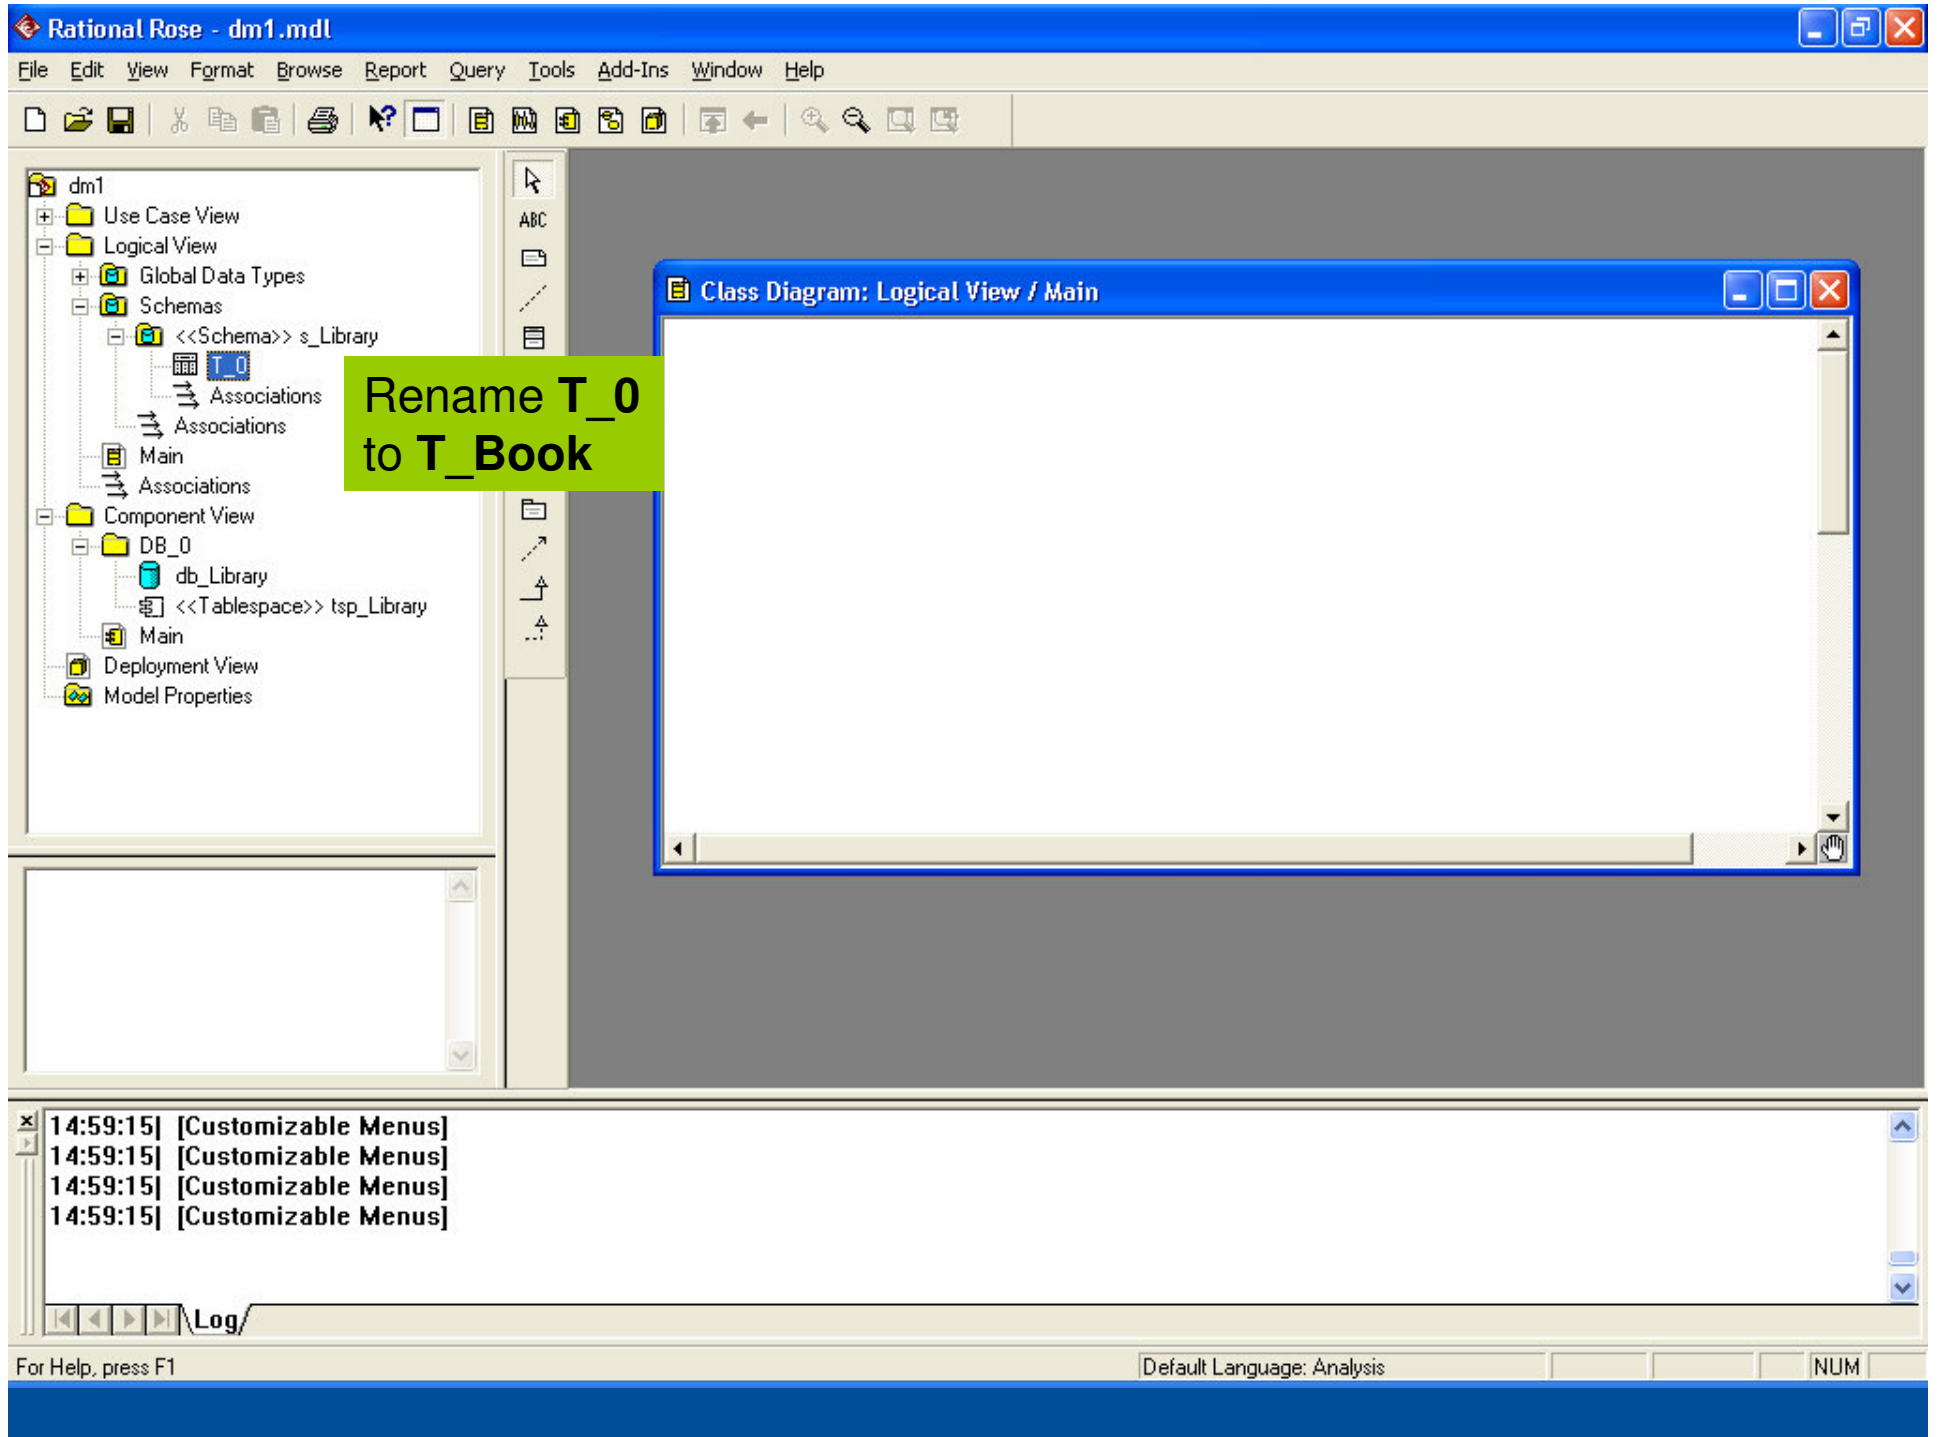 Rational Rose - dm1.mdl
File Edit View Format Browse Report Query Tools Add-Ins Window Help
dm1
Use Case View
Logical View
Global Data Types
Schemas
<<Schema>> s_Library
T_0
Associations
Associations
Main
Associations
Component View
DB_0
db_Library
<<Tablespace>> tsp_Library
Main
Deployment View
Model Properties
ABC
Rename T_0
to T_Book
Class Diagram: Logical View / Main
14:59:15| [Customizable Menus]
14:59:15| [Customizable Menus]
14:59:15| [Customizable Menus]
14:59:15| [Customizable Menus]
Log
For Help, press F1
Default Language: Analysis
NUM